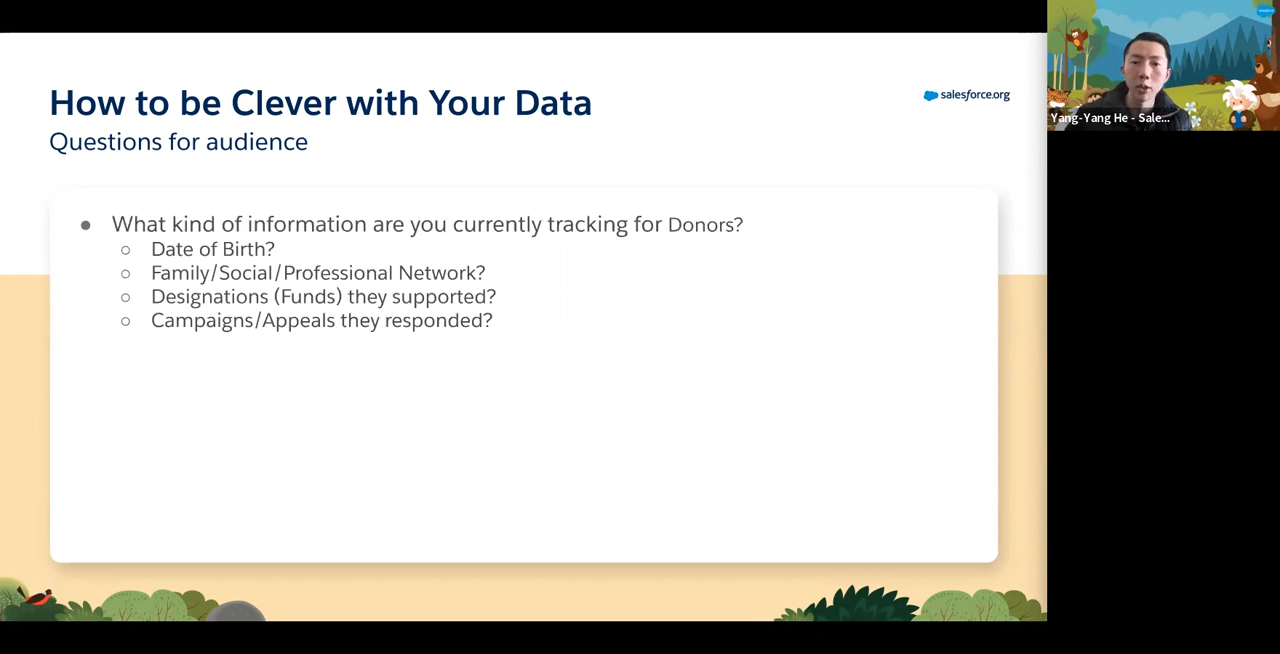 How to be Clever with Your Data
Questions for audience
salesforce.org
● What kind of information are you currently tracking for Donors?
○ Date of Birth?
○ Family/Social/Professional Network?
○ Designations (Funds) they supported?
○ Campaigns/Appeals they responded?
Yang-Yang He - Sale...